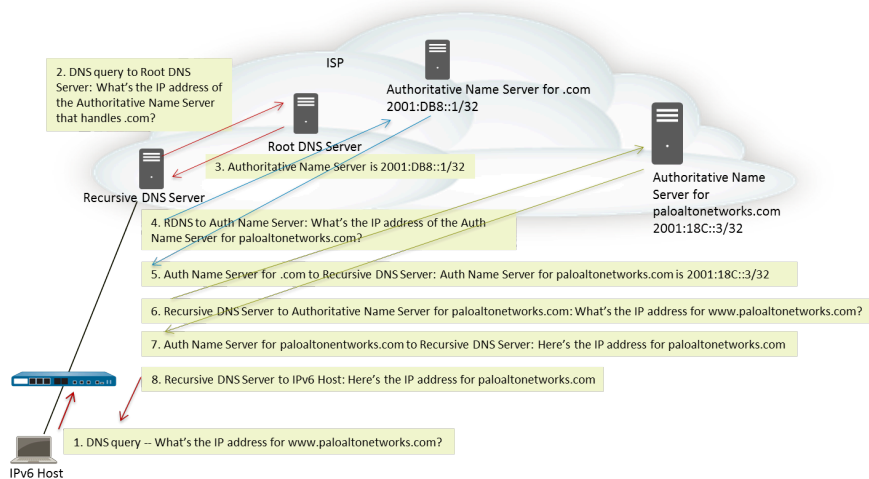 ISP
2. DNS query to Root DNS
Server: What's the IP address of
the Authoritative Name Server
that handles .com?
Authoritative Name Server for .com
2001:DB8::1/32
Root DNS Server
3. Authoritative Name Server is 2001:DB8::1/32
Recursive DNS Server
Authoritative Name
Server for
paloaltonetworks.com
2001:18C::3/32
4. RDNS to Auth Name Server: What's the IP address of the Auth
Name Server for paloaltonetworks.com?
5. Auth Name Server for .com to Recursive DNS Server: Auth Name Server for paloaltonetworks.com is 2001:18C::3/32
6. Recursive DNS Server to Authoritative Name Server for paloaltonetworks.com: What's the IP address for www.paloaltonetworks.com?
7. Auth Name Server for paloaltonentworks.com to Recursive DNS Server: Here's the IP address for paloaltonetworks.com
8. Recursive DNS Server to IPv6 Host: Here's the IP address for paloaltonetworks.com
1. DNS query -- What's the IP address for www.paloaltonetworks.com?
IPv6 Host